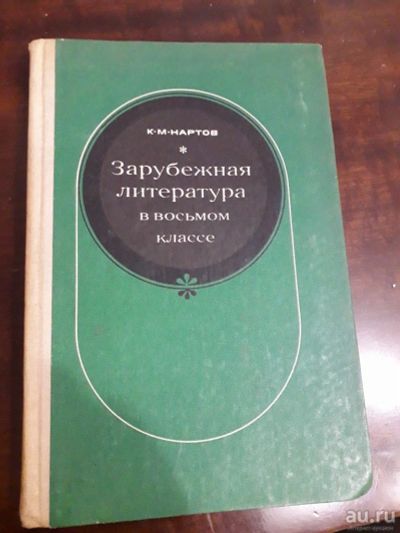 К·М·НАРТОВ
*
Зарубежная
литература
в восьмом
классе
au.ru